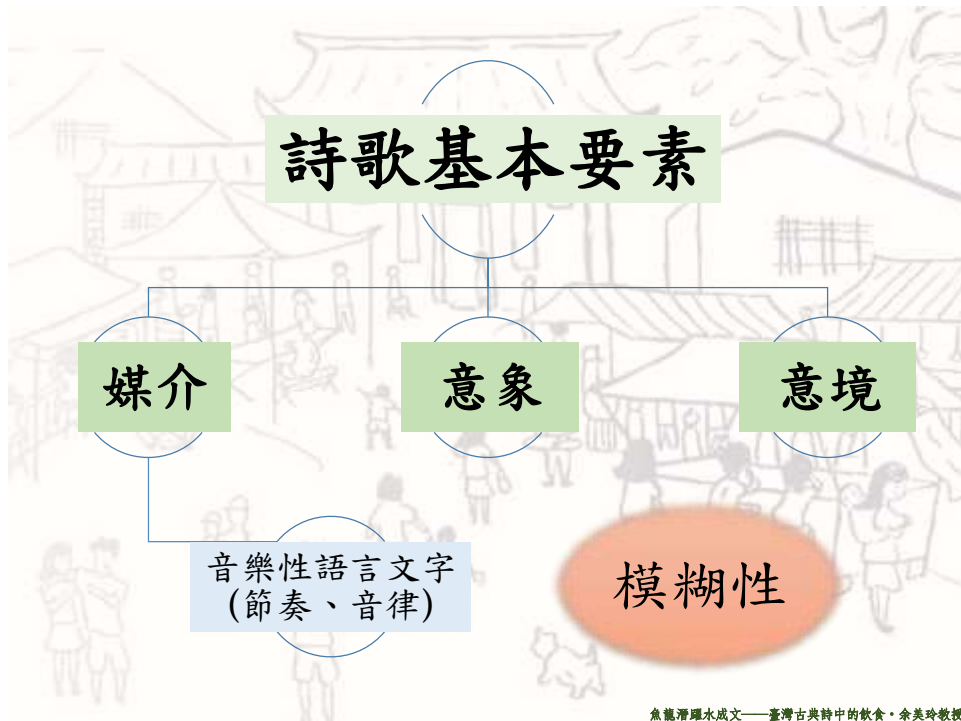 詩歌基本要素
媒介
意象
意境
音樂性語言文字
(節奏、音律)
模糊性
魚龍潛躍水成文——臺灣古典詩中的飲食・余美玲教授